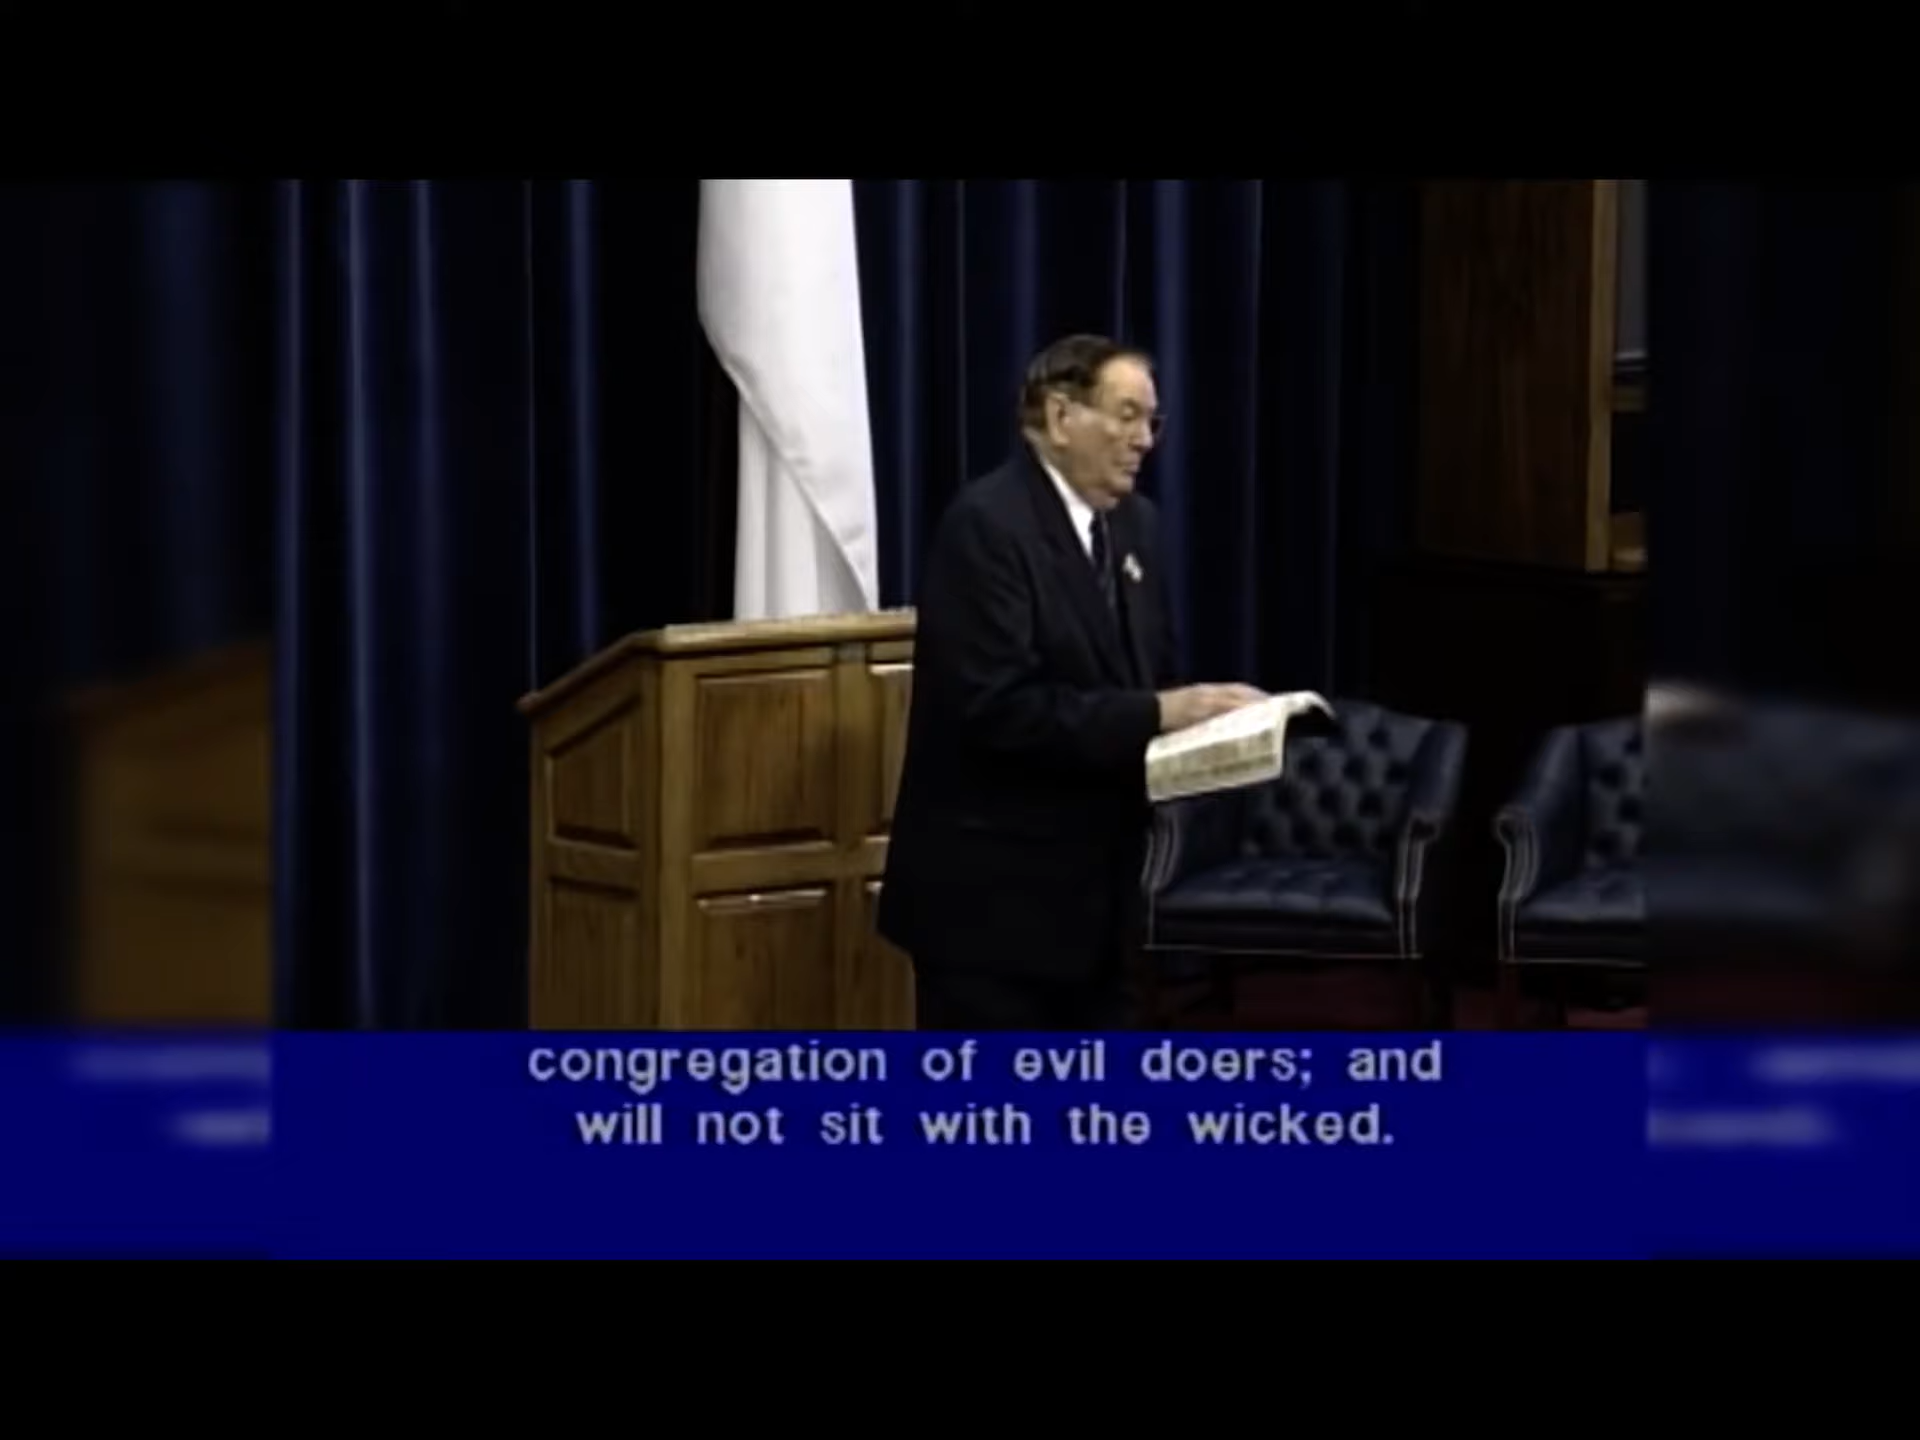 congregation of evil doers; and
will not sit with the wicked.